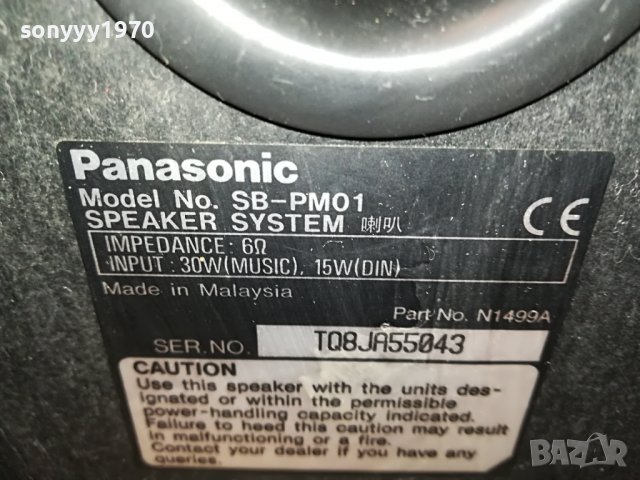 sonyyy1970
Panasonic
Model No. SB-PM01
SPEAKER SYSTEM 喇叭
CE
IMPEDANCE: 6Ω
INPUT : 30W(MUSIC), 15W(DIN)
Made in Malaysia
Part No. N1499A
SER.NO. TQ8JA55043
CAUTION
Use this speaker with the units des-
ignated or within the permissible
power-handling capacity indicated.
Failure to heed this caution may result
in malfunctioning or a fire.
Contact your dealer if you have any
queries.
BAZAR